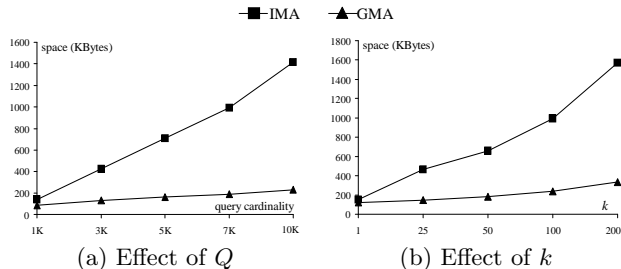 IMA GMA
space (KBytes)
1600
1400
1200
1000
800
600
400
200
0
1K 3K 5K 7K 10K
query cardinality
(a) Effect of Q
space (KBytes)
1800
1600
1400
1200
1000
800
600
400
200
0
1 25 50 100 200
k
(b) Effect of k